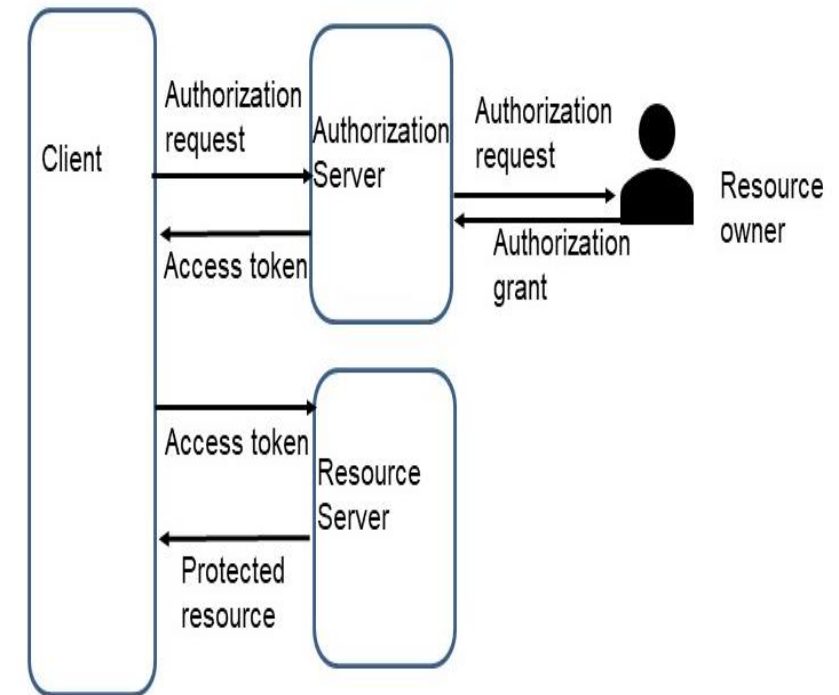 Client
Authorization
request
Access token
Authorization
Server
Authorization
request
Authorization
grant
Resource
owner
Access token
Resource
Server
Protected
resource